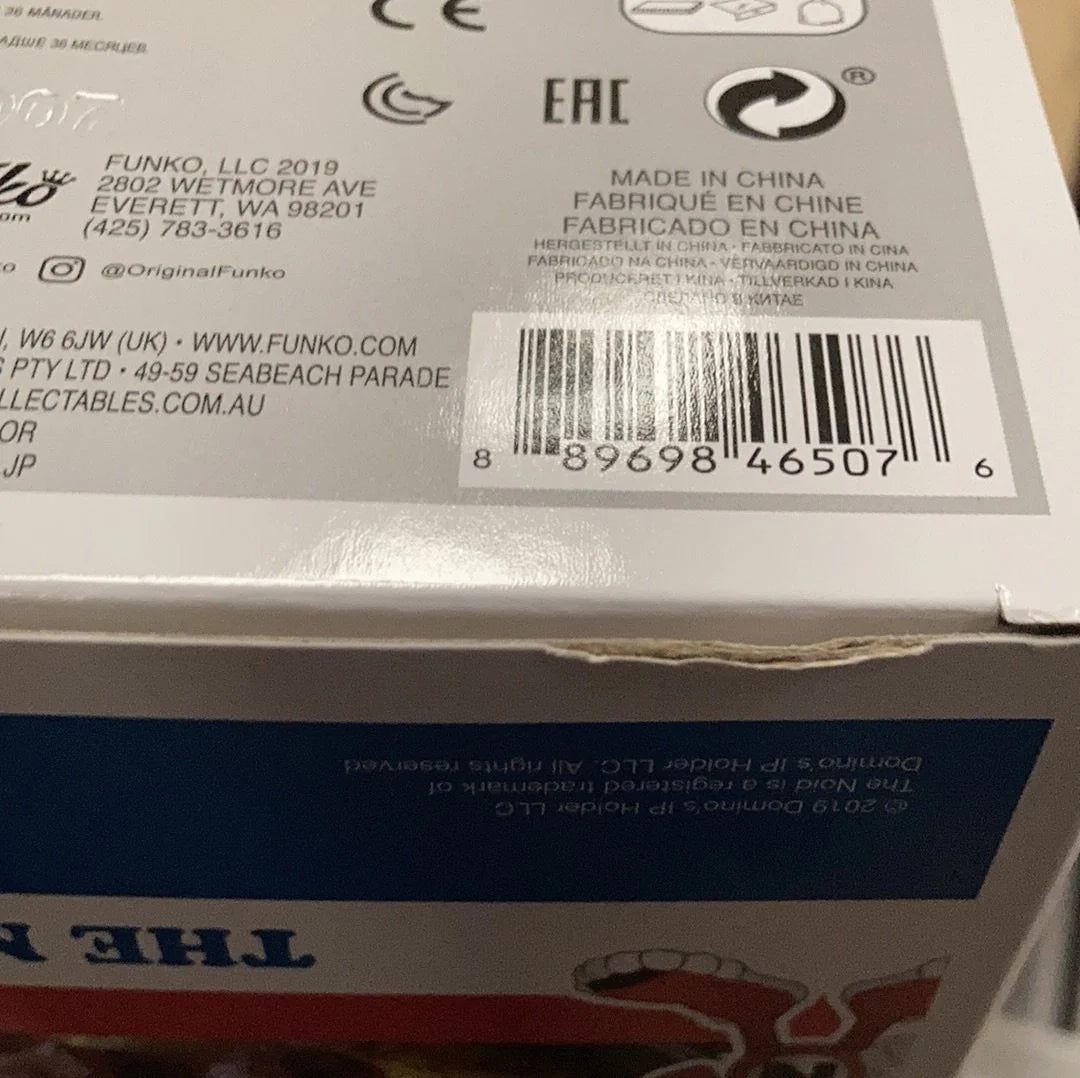 36 MÅNADER.
36 МЕСЯЦЕВ.
CE
EAC
®
FUNKO, LLC 2019
2802 WETMORE AVE
EVERETT, WA 98201
(425) 783-3616
@OriginalFunko
MADE IN CHINA
FABRIQUÉ EN CHINE
FABRICADO EN CHINA
HERGESTELLT IN CHINA • FABBRICATO IN CINA
FABRICADO NA CHINA • VERVAARDIGD IN CHINA
PRODUCERET I KINA • TILLVERKAD I KINA
СДЕЛАНО В КИТАЕ
W6 6JW (UK) • WWW.FUNKO.COM
PTY LTD • 49-59 SEABEACH PARADE
LLECTABLES.COM.AU
OR
JP
8 89698 46507 6
© 2019 Domino's IP Holder LLC.
The Noid is a registered trademark of
Domino's IP Holder LLC. All rights reserved.
THE N